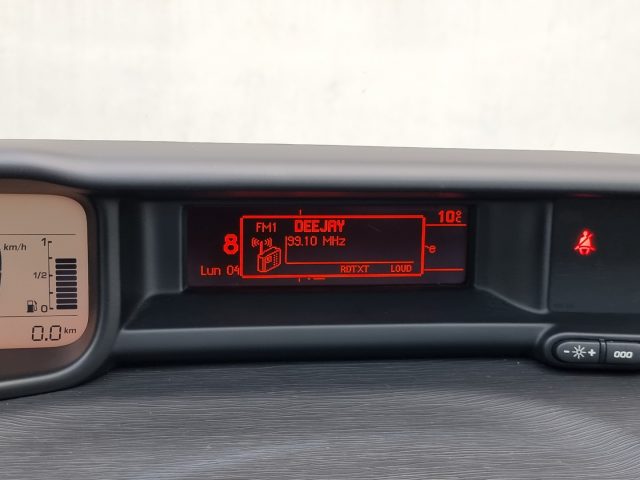 km/h
1
1/2
0
0.0 km
8
Lun 04
FM1 DEEJAY
99.10 MHz
RDTXT LOUD
10°C
e
- +
000